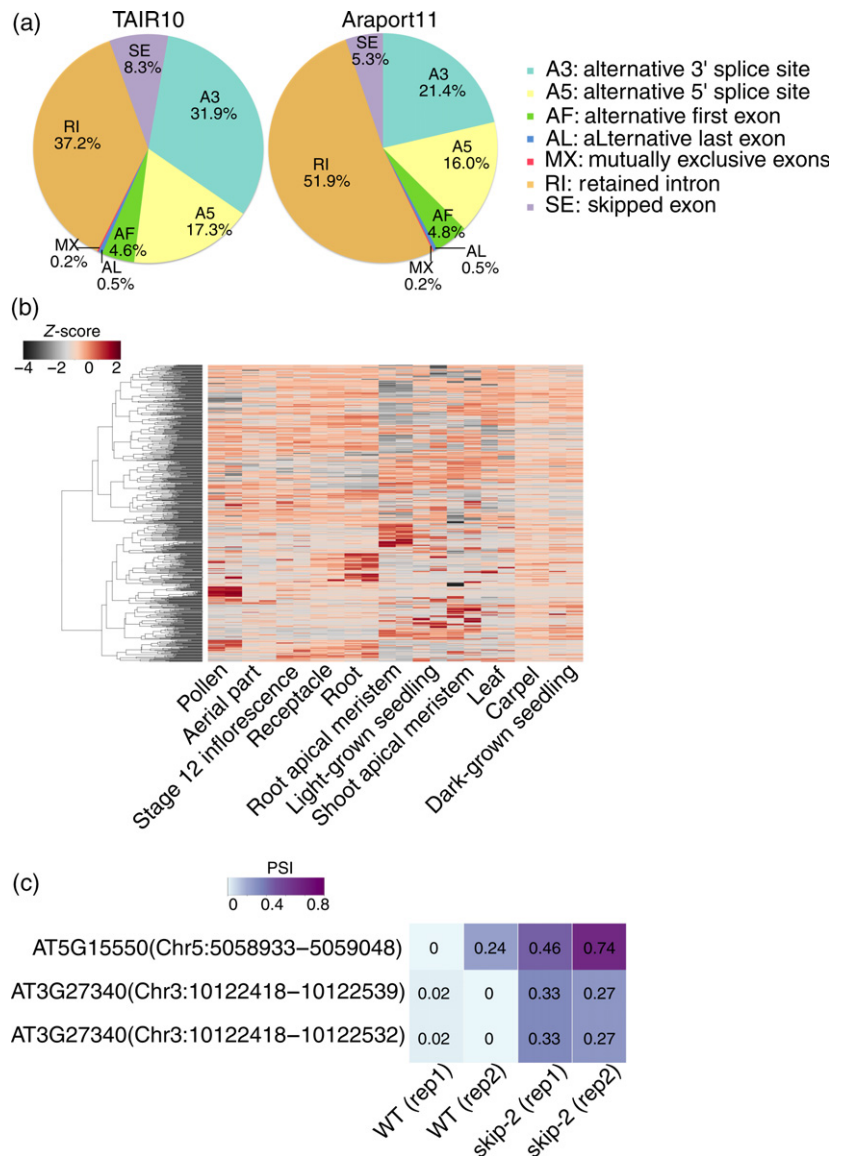 (a)
TAIR10
Araport11
SE
8.3%
A3
31.9%
RI
37.2%
A5
17.3%
AF
4.6%
MX
0.2%
AL
0.5%
SE
5.3%
A3
21.4%
A5
16.0%
RI
51.9%
AF
4.8%
AL
0.5%
MX
0.2%
A3: alternative 3' splice site
A5: alternative 5' splice site
AF: alternative first exon
AL: aLternative last exon
MX: mutually exclusive exons
RI: retained intron
SE: skipped exon
(b)
Z-score
−4 −2 0 2
Pollen
Aerial part
Stage 12 inflorescence
Receptacle
Root
Root apical meristem
Light-grown seedling
Shoot apical meristem
Leaf
Carpel
Dark-grown seedling
(c)
PSI
0 0.4 0.8
AT5G15550(Chr5:5058933−5059048) 0 0.24 0.46 0.74
AT3G27340(Chr3:10122418−10122539) 0.02 0 0.33 0.27
AT3G27340(Chr3:10122418−10122532) 0.02 0 0.33 0.27
WT (rep1)
WT (rep2)
skip-2 (rep1)
skip-2 (rep2)